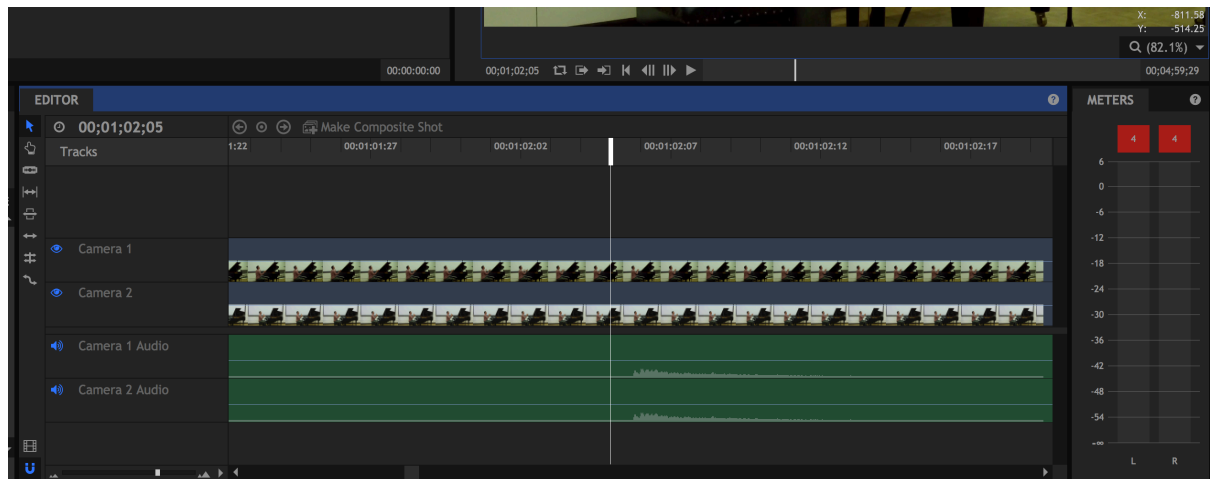 X: -811.58
Y: -514.25
(82.1%)
00:00:00:00
00;01;02;05
00;04;59;29
EDITOR
METERS
00;01;02;05
Make Composite Shot
Tracks
1:22
00:01:01:27
00:01:02:02
00:01:02:07
00:01:02:12
00:01:02:17
4 4
6
0
-6
-12
-18
-24
-30
-36
-42
-48
-54
-∞
L R
Camera 1
Camera 2
Camera 1 Audio
Camera 2 Audio